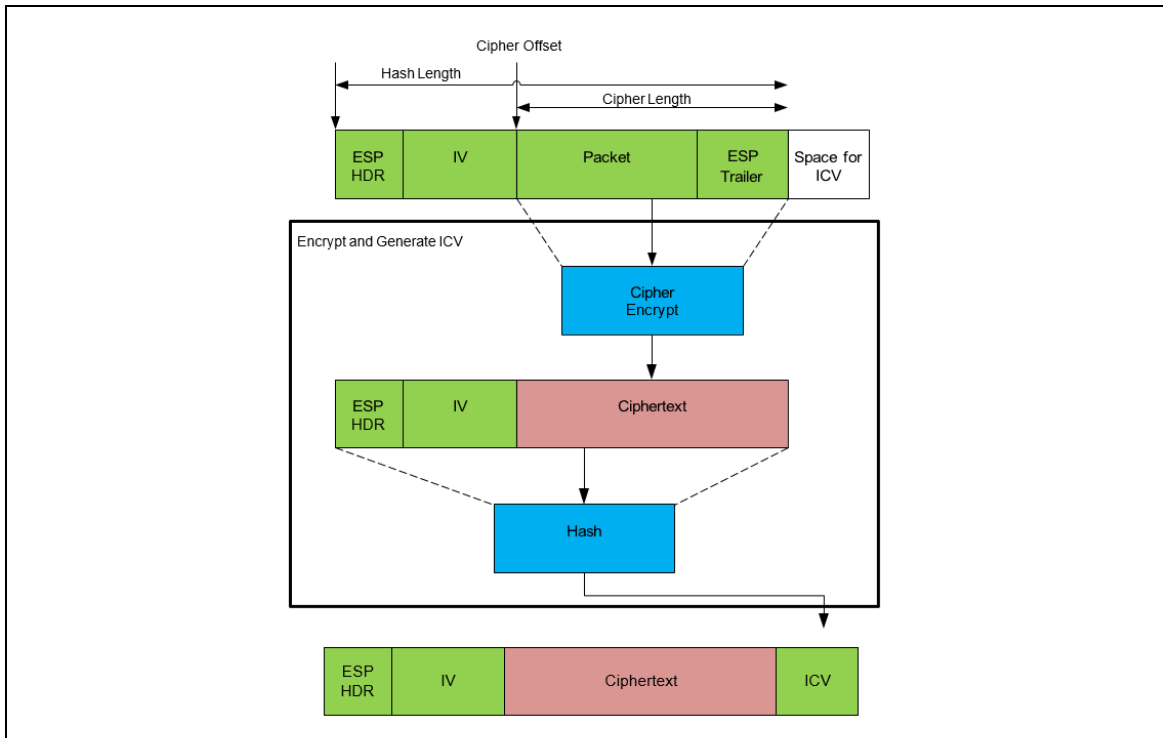 Cipher Offset
Hash Length
Cipher Length
ESP
HDR
IV
Packet
ESP
Trailer
Space for
ICV
Encrypt and Generate ICV
Cipher
Encrypt
ESP
HDR
IV
Ciphertext
Hash
ESP
HDR
IV
Ciphertext
ICV